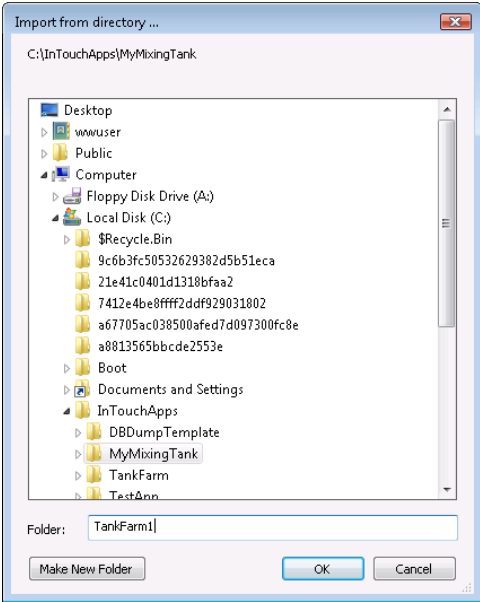 Import from directory ...
C:\InTouchApps\MyMixingTank
Desktop
wwuser
Public
Computer
Floppy Disk Drive (A:)
Local Disk (C:)
$Recycle.Bin
9c6b3fc50532629382d5b51eca
21e41c0401d1318bfaa2
7412e4be8ffff2ddf929031802
a67705ac038500afed7d097300fc8e
a8813565bbcde2553e
Boot
Documents and Settings
InTouchApps
DBDumpTemplate
MyMixingTank
TankFarm
TestApp
Folder: TankFarm1
Make New Folder OK Cancel